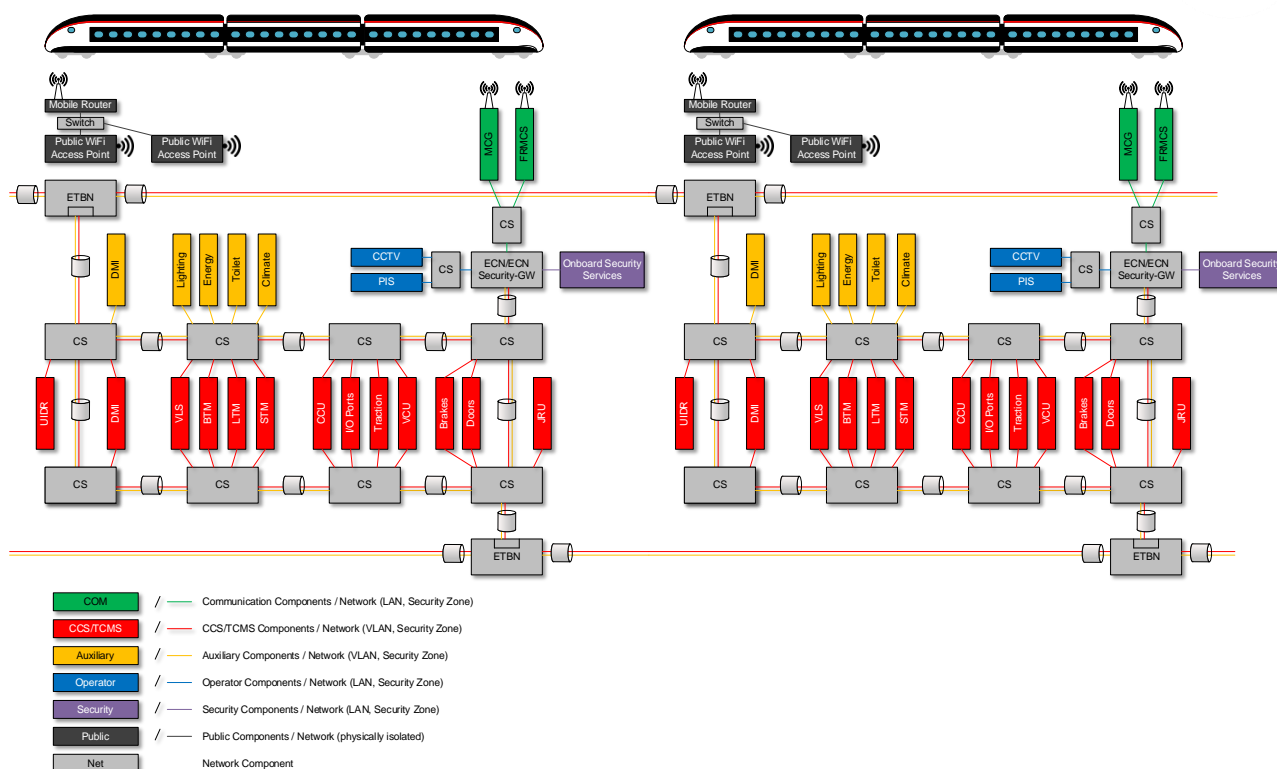 Mobile Router
Mobile Router
Switch
Switch
Public WiFi
Access Point
Public WiFi
Access Point
MCG
FRMCS
Public WiFi
Access Point
Public WiFi
Access Point
MCG
FRMCS
ETBN
ETBN
CS
CS
DMI
Lighting
Energy
Toilet
Climate
CCTV
PIS
CS
ECN/ECN
Security-GW
Onboard Security
Services
DMI
Lighting
Energy
Toilet
Climate
CCTV
PIS
CS
ECN/ECN
Security-GW
Onboard Security
Services
CS
CS
CS
CS
CS
CS
CS
CS
UIDR
DMI
VLS
BTM
LTM
STM
CCU
I/O Ports
Traction
VCU
Brakes
Doors
JRU
UIDR
DMI
VLS
BTM
LTM
STM
CCU
I/O Ports
Traction
VCU
Brakes
Doors
JRU
CS
CS
CS
CS
CS
CS
CS
CS
ETBN
ETBN
COM / Communication Components / Network (LAN, Security Zone)
CCS/TCMS / CCS/TCMS Components / Network (VLAN, Security Zone)
Auxiliary / Auxiliary Components / Network (VLAN, Security Zone)
Operator / Operator Components / Network (LAN, Security Zone)
Security / Security Components / Network (LAN, Security Zone)
Public / Public Components / Network (physically isolated)
Net Network Component